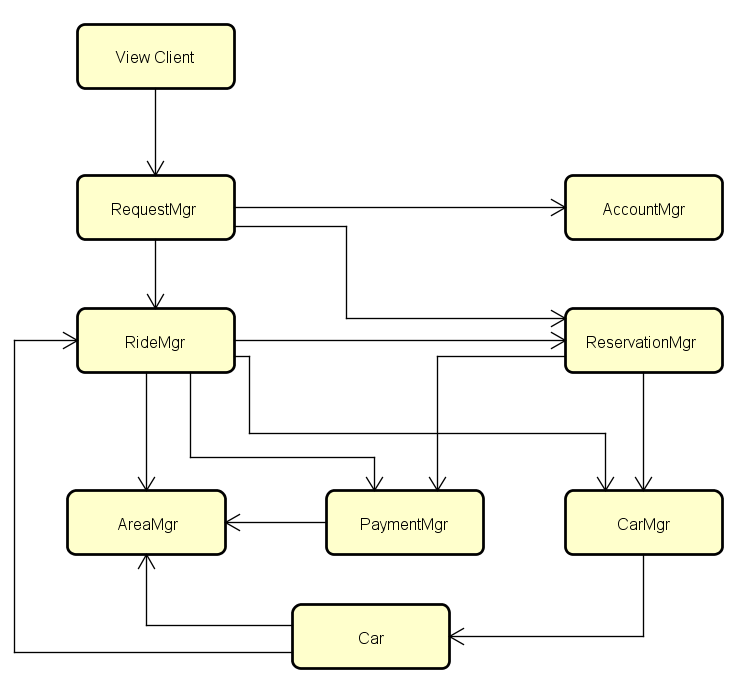 View Client
RequestMgr
AccountMgr
RideMgr
ReservationMgr
AreaMgr
PaymentMgr
CarMgr
Car